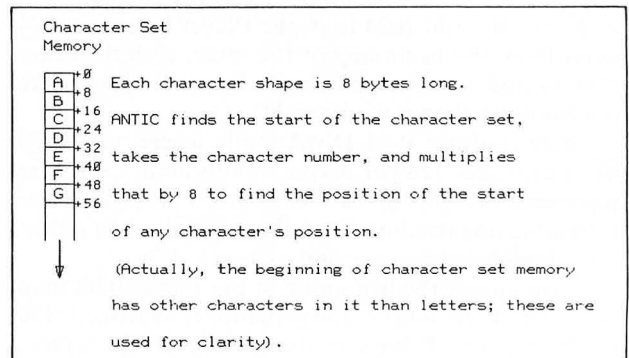 Character Set
Memory
+0
A Each character shape is 8 bytes long.
+8
B
+16
C ANTIC finds the start of the character set,
+24
D
+32
E takes the character number, and multiplies
+40
F
+48
G that by 8 to find the position of the start
+56
of any character's position.
(Actually, the beginning of character set memory
has other characters in it than letters; these are
used for clarity).